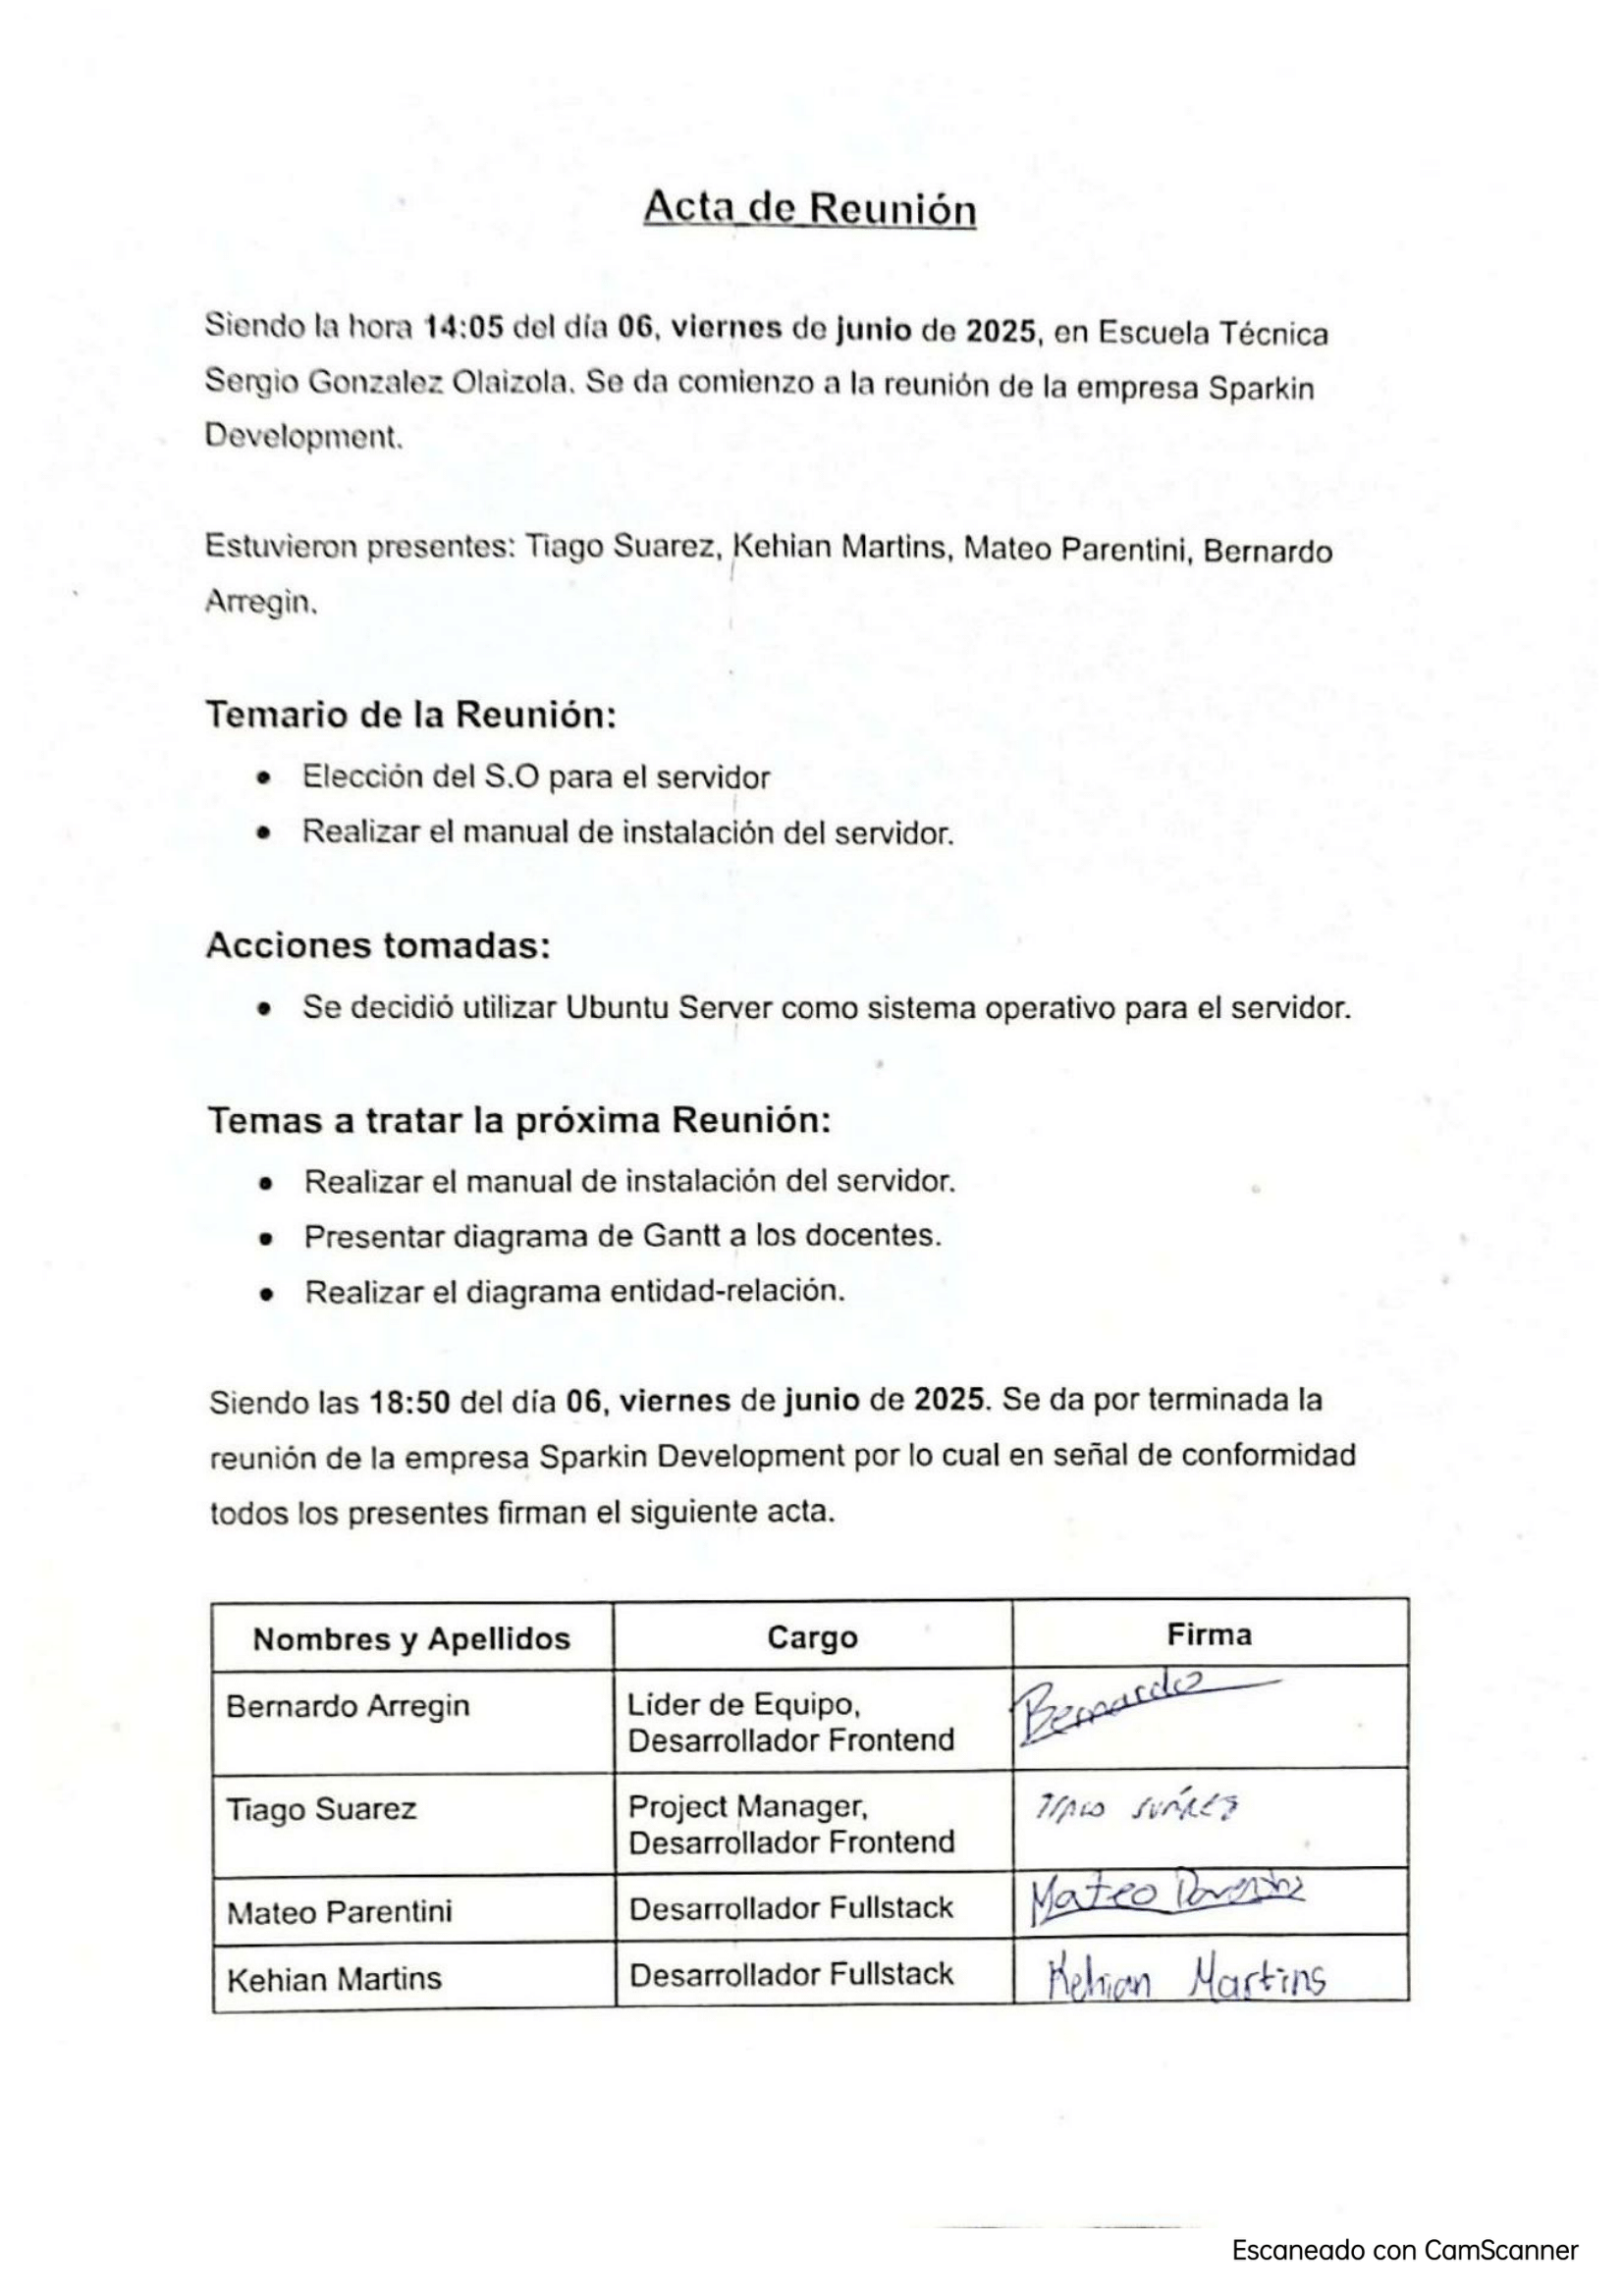 Acta de Reunión
Siendo la hora 14:05 del día 06, viernes de junio de 2025, en Escuela Técnica
Sergio Gonzalez Olaizola. Se da comienzo a la reunión de la empresa Sparkin
Development.
Estuvieron presentes: Tiago Suarez, Kehian Martins, Mateo Parentini, Bernardo
Arregin.
Temario de la Reunión:
• Elección del S.O para el servidor
• Realizar el manual de instalación del servidor.
Acciones tomadas:
• Se decidió utilizar Ubuntu Server como sistema operativo para el servidor.
Temas a tratar la próxima Reunión:
• Realizar el manual de instalación del servidor.
• Presentar diagrama de Gantt a los docentes.
• Realizar el diagrama entidad-relación.
Siendo las 18:50 del día 06, viernes de junio de 2025. Se da por terminada la
reunión de la empresa Sparkin Development por lo cual en señal de conformidad
todos los presentes firman el siguiente acta.
Nombres y Apellidos Cargo Firma
Bernardo Arregin Líder de Equipo, Bernardo
Desarrollador Frontend
Tiago Suarez Project Manager, Tiago Suárez
Desarrollador Frontend
Mateo Parentini Desarrollador Fullstack Mateo Parentini
Kehian Martins Desarrollador Fullstack Kehian Martins
Escaneado con CamScanner